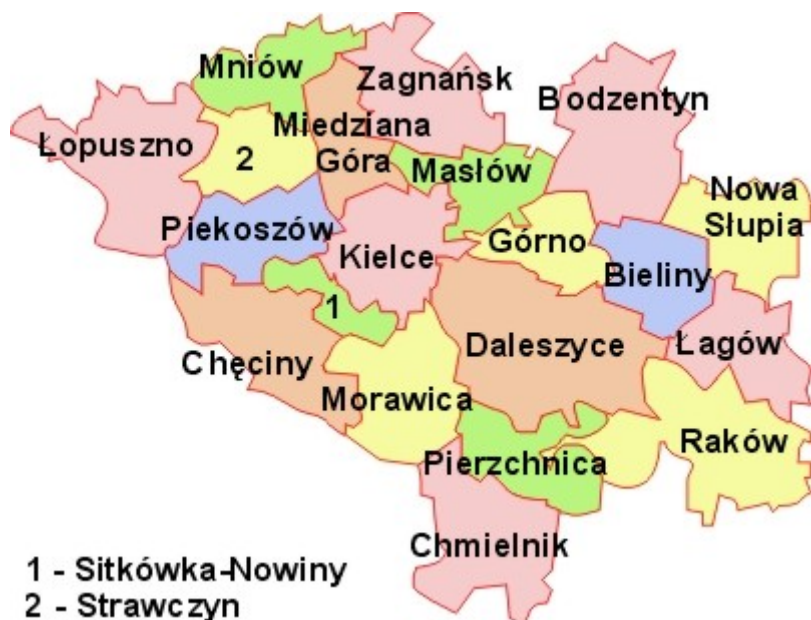 Mniów
Zagnańsk
Bodzentyn
Łopuszno
2
Miedziana
Góra
Masłów
Nowa
Słupia
Piekoszów
Kielce
Górno
Bieliny
1
Chęciny
Daleszyce
Łagów
Morawica
Pierzchnica
Raków
Chmielnik
1 - Sitkówka-Nowiny
2 - Strawczyn